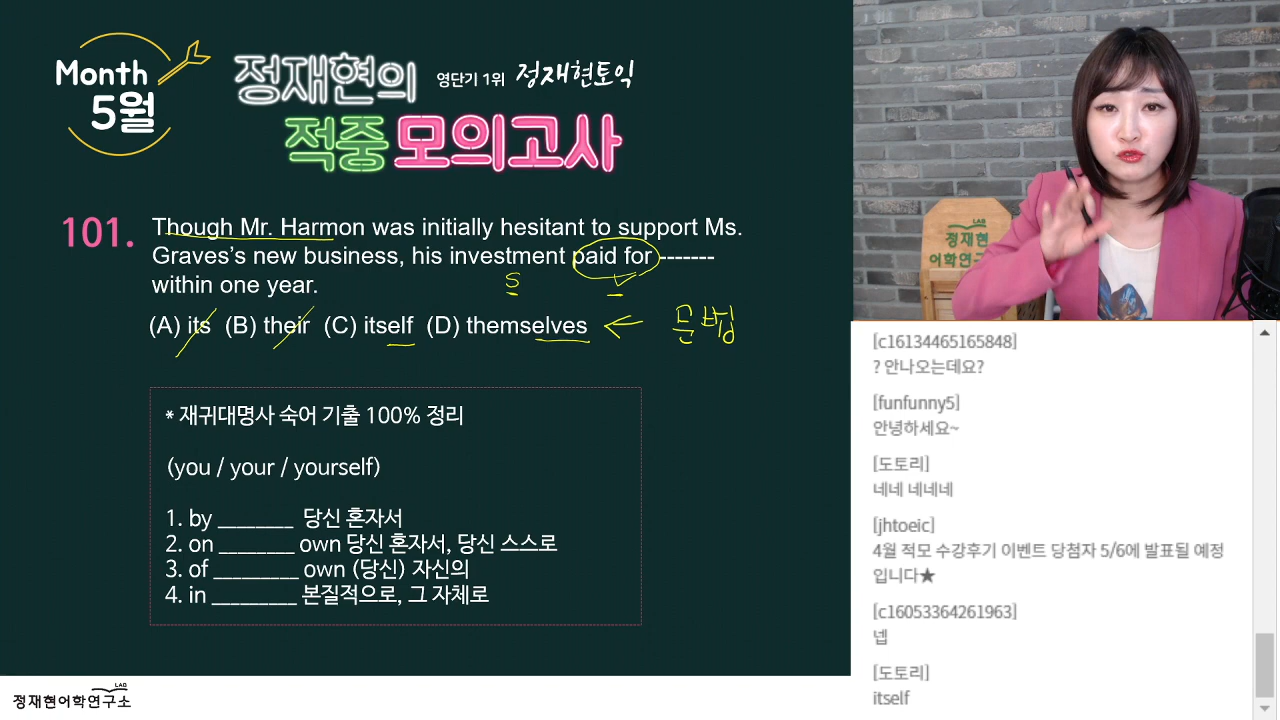 Month
5월
정재현의
영단기 1위 정재현토익
적중 모의고사
101. Though Mr. Harmon was initially hesitant to support Ms.
Graves's new business, his investment paid for -------
S V
within one year.
(A) its (B) their (C) itself (D) themselves ← 문법
* 재귀대명사 숙어 기출 100% 정리
(you / your / yourself)
1. by ________ 당신 혼자서
2. on ________ own 당신 혼자서, 당신 스스로
3. of _________ own (당신) 자신의
4. in _________ 본질적으로, 그 자체로
LAB
정재현어학연구소
LAB
정재현
어학연구
[c16134465165848]
? 안나오는데요?
[funfunny5]
안녕하세요~
[도토리]
네네 네네네
[jhtoeic]
4월 적모 수강후기 이벤트 당첨자 5/6에 발표될 예정
입니다★
[c16053364261963]
넵
[도토리]
itself